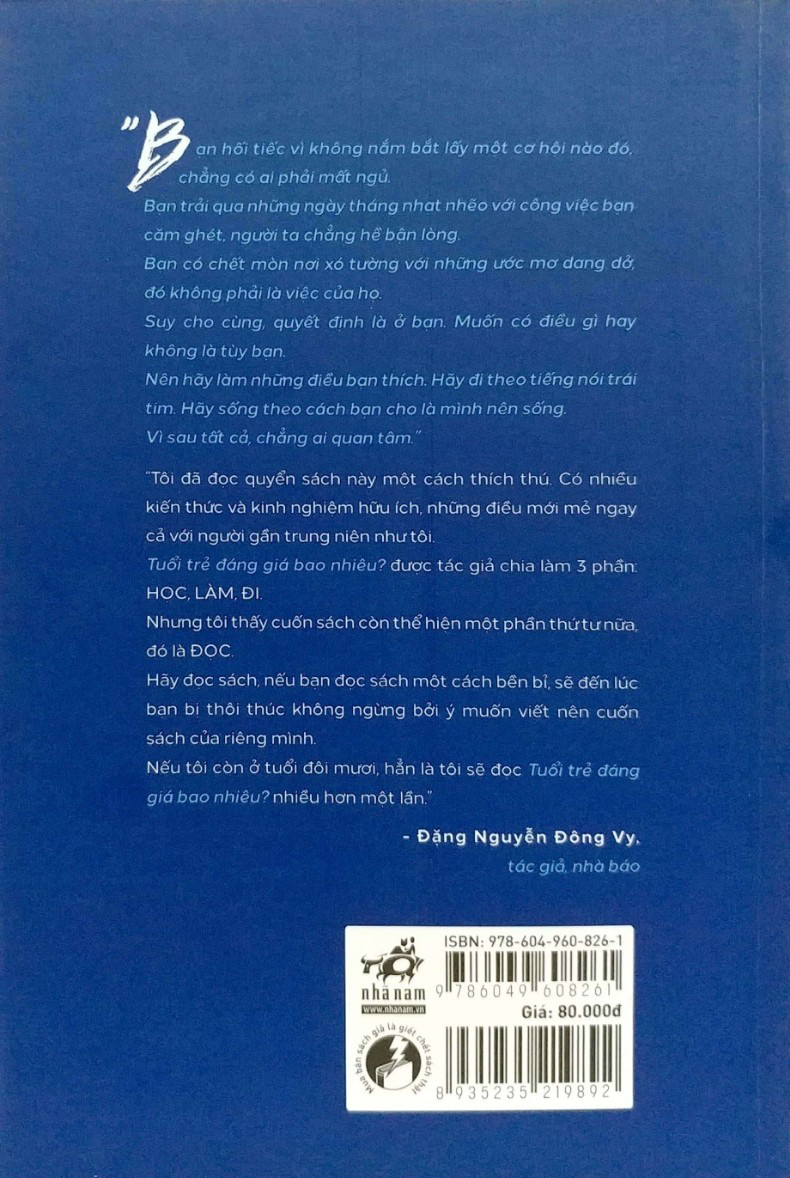 "Bạn hối tiếc vì không nắm bắt lấy một cơ hội nào đó,
chẳng có ai phải mất ngủ.
Bạn trải qua những ngày tháng nhạt nhẽo với công việc bạn
căm ghét, người ta chẳng hề bận lòng.
Bạn có chết mòn nơi xó tường với những ước mơ dang dở,
đó không phải là việc của họ.
Suy cho cùng, quyết định là ở bạn. Muốn có điều gì hay
không là tùy bạn.
Nên hãy làm những điều bạn thích. Hãy đi theo tiếng nói trái
tim. Hãy sống theo cách bạn cho là mình nên sống.
Vì sau tất cả, chẳng ai quan tâm."
"Tôi đã đọc quyển sách này một cách thích thú. Có nhiều
kiến thức và kinh nghiệm hữu ích, những điều mới mẻ ngay
cả với người gần trung niên như tôi.
Tuổi trẻ đáng giá bao nhiêu? được tác giả chia làm 3 phần:
HỌC, LÀM, ĐI.
Nhưng tôi thấy cuốn sách còn thể hiện một phần thứ tư nữa,
đó là ĐỌC.
Hãy đọc sách, nếu bạn đọc sách một cách bền bỉ, sẽ đến lúc
bạn bị thôi thúc không ngừng bởi ý muốn viết nên cuốn
sách của riêng mình.
Nếu tôi còn ở tuổi đôi mươi, hẳn là tôi sẽ đọc Tuổi trẻ đáng
giá bao nhiêu? nhiều hơn một lần."
- Đặng Nguyễn Đông Vy,
tác giả, nhà báo
ISBN: 978-604-960-826-1
9 786049 608261
nhã nam
www.nhanam.vn
Giá: 80.000đ
Mua bán sách giả là giết chết sách thật
8 935235 219892